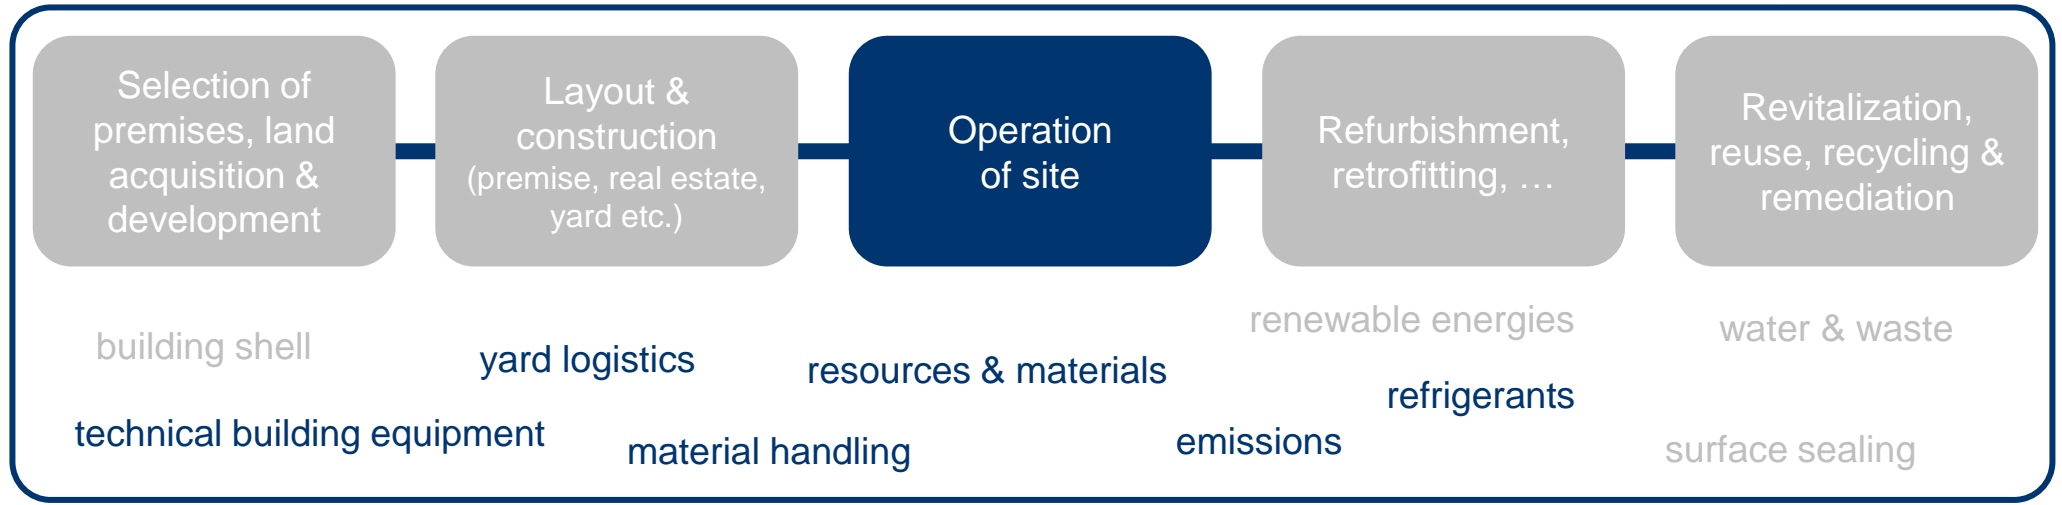 Selection of
premises, land
acquisition &
development
Layout &
construction
(premise, real estate,
yard etc.)
Operation
of site
Refurbishment,
retrofitting, …
Revitalization,
reuse, recycling &
remediation
building shell
yard logistics
resources & materials
renewable energies
water & waste
technical building equipment
material handling
emissions
refrigerants
surface sealing